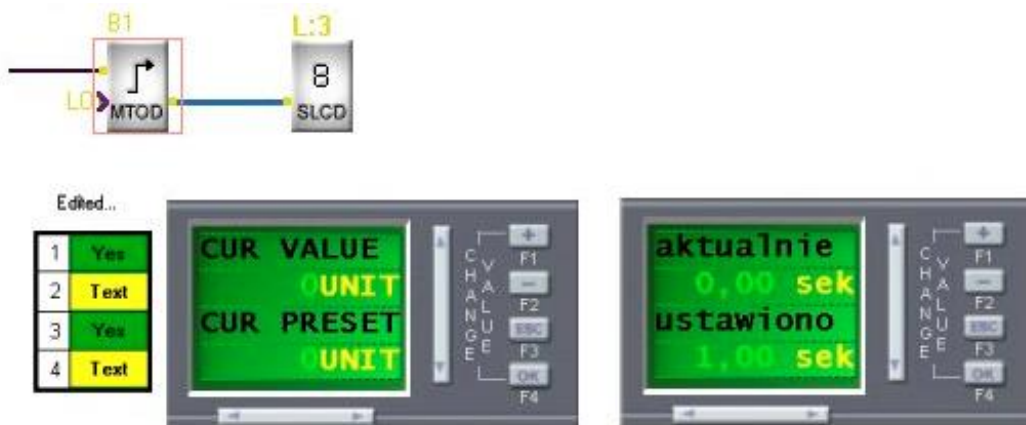 B1
L:3
8
L0
MTOD
SLCD
Edited...
1 Yes
2 Text
3 Yes
4 Text
CUR VALUE
0UNIT
CUR PRESET
0UNIT
CHANGE
VALUE
+
F1
-
F2
ESC
F3
OK
F4
aktualnie
0,00 sek
ustawiono
1,00 sek
CHANGE
VALUE
+
F1
-
F2
ESC
F3
OK
F4